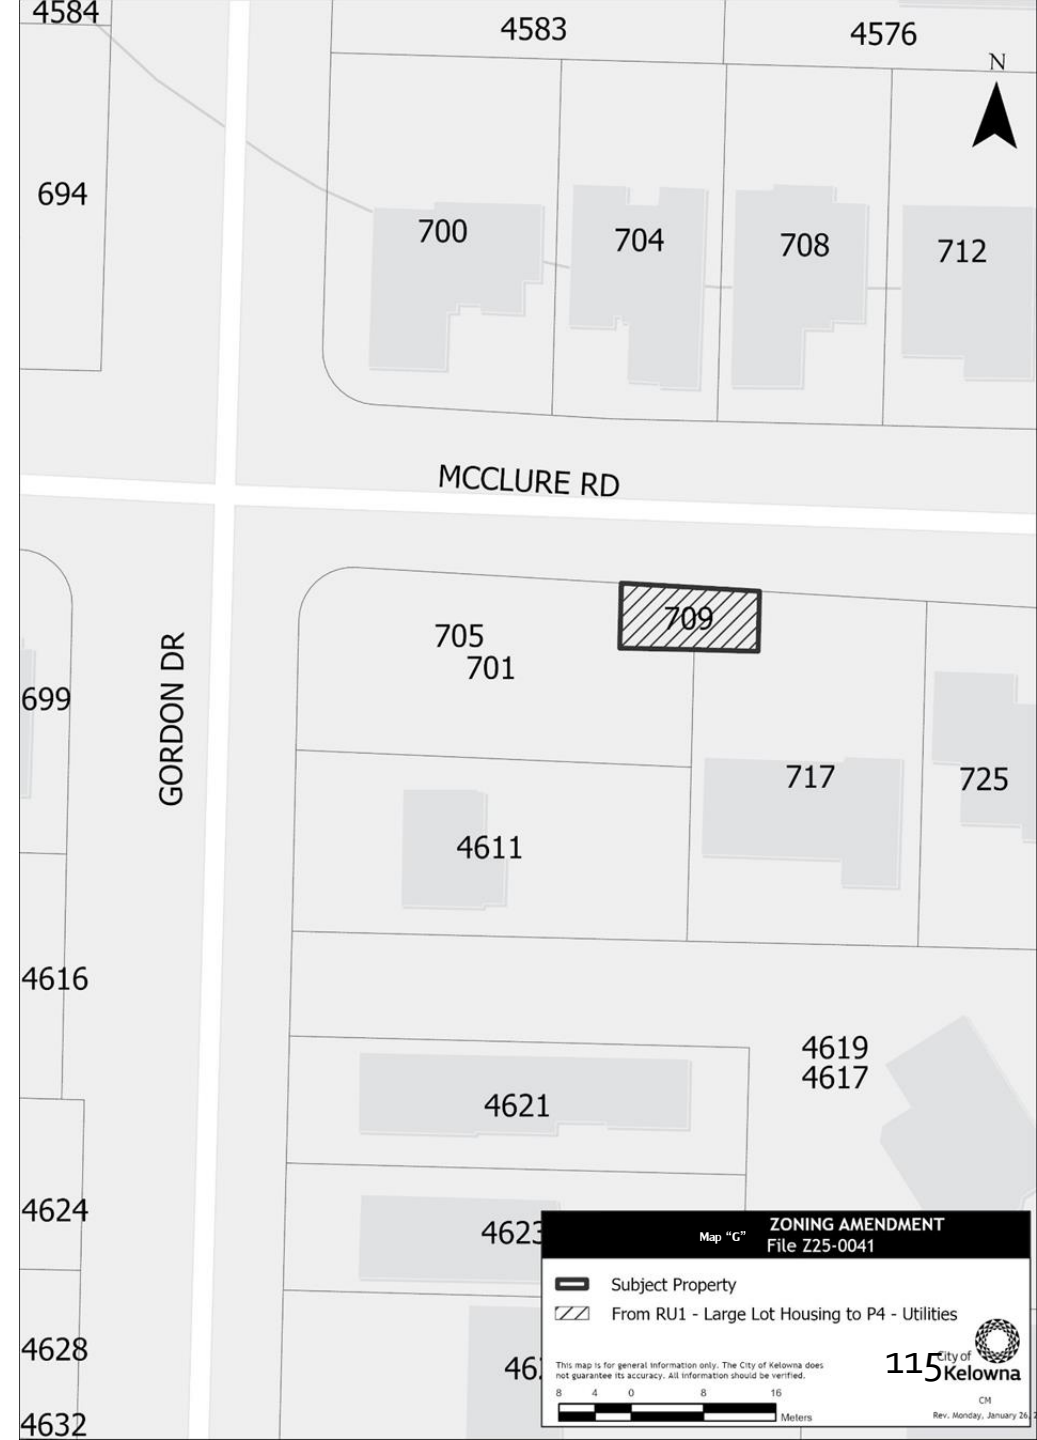 4584
4583
4576
N
694
700
704
708
712
MCCLURE RD
709
705
701
699
GORDON DR
717
725
4611
4616
4619
4617
4621
4624
4623
Map "G"
ZONING AMENDMENT
File Z25-0041
Subject Property
From RU1 - Large Lot Housing to P4 - Utilities
4628
This map is for general information only. The City of Kelowna does
not guarantee its accuracy. All information should be verified.
115
City of
Kelowna
8 4 0 8 16
Meters
CM
Rev. Monday, January 26,
4632